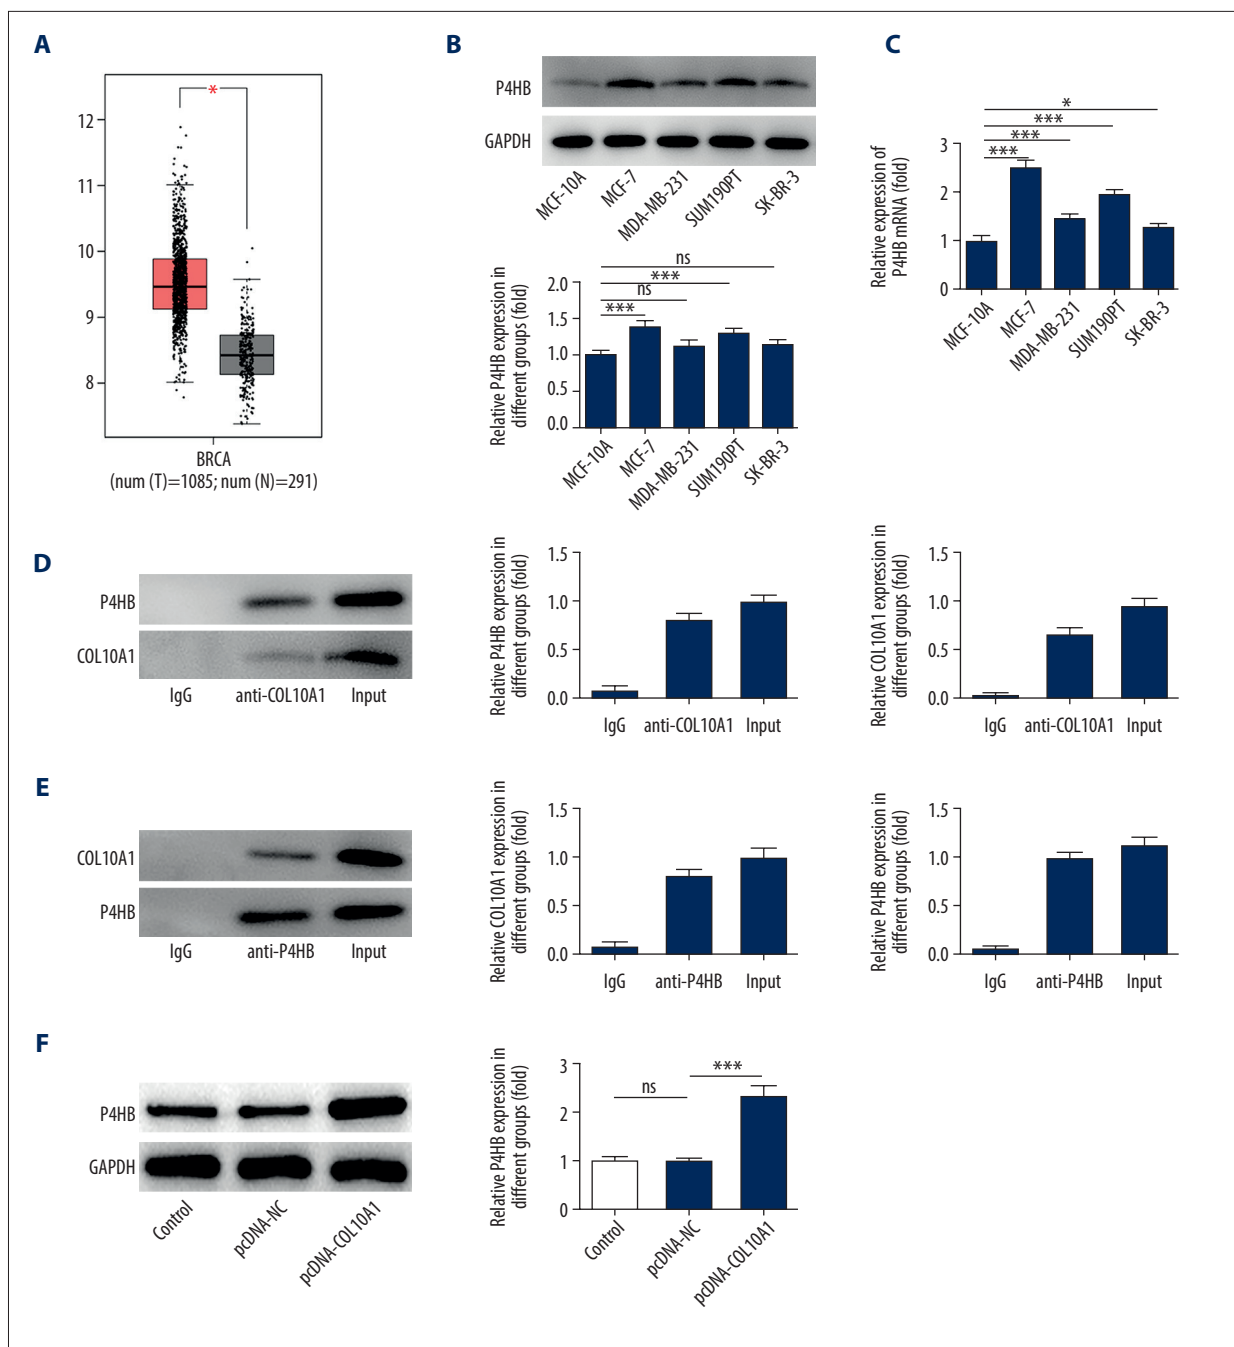 A
*
12
11
10
9
8
BRCA
(num (T)=1085; num (N)=291)
B
P4HB
GAPDH
MCF-10A
MCF-7
MDA-MB-231
SUM190PT
SK-BR-3
Relative P4HB expression in
different groups (fold)
2.0
1.5
1.0
0.5
0.0
ns
***
ns
***
MCF-10A
MCF-7
MDA-MB-231
SUM190PT
SK-BR-3
C
Relative expression of
P4HB mRNA (fold)
3
2
1
0
*
***
***
***
MCF-10A
MCF-7
MDA-MB-231
SUM190PT
SK-BR-3
D
P4HB
COL10A1
IgG anti-COL10A1 Input
Relative P4HB expression in
different groups (fold)
1.5
1.0
0.5
0.0
IgG anti-COL10A1 Input
Relative COL10A1 expression in
different groups (fold)
1.5
1.0
0.5
0.0
IgG anti-COL10A1 Input
E
COL10A1
P4HB
IgG anti-P4HB Input
Relative COL10A1 expression in
different groups (fold)
1.5
1.0
0.5
0.0
IgG anti-P4HB Input
Relative P4HB expression in
different groups (fold)
1.5
1.0
0.5
0.0
IgG anti-P4HB Input
F
P4HB
GAPDH
Control
pcDNA-NC
pcDNA-COL10A1
Relative P4HB expression in
different groups (fold)
3
2
1
0
ns
***
Control
pcDNA-NC
pcDNA-COL10A1